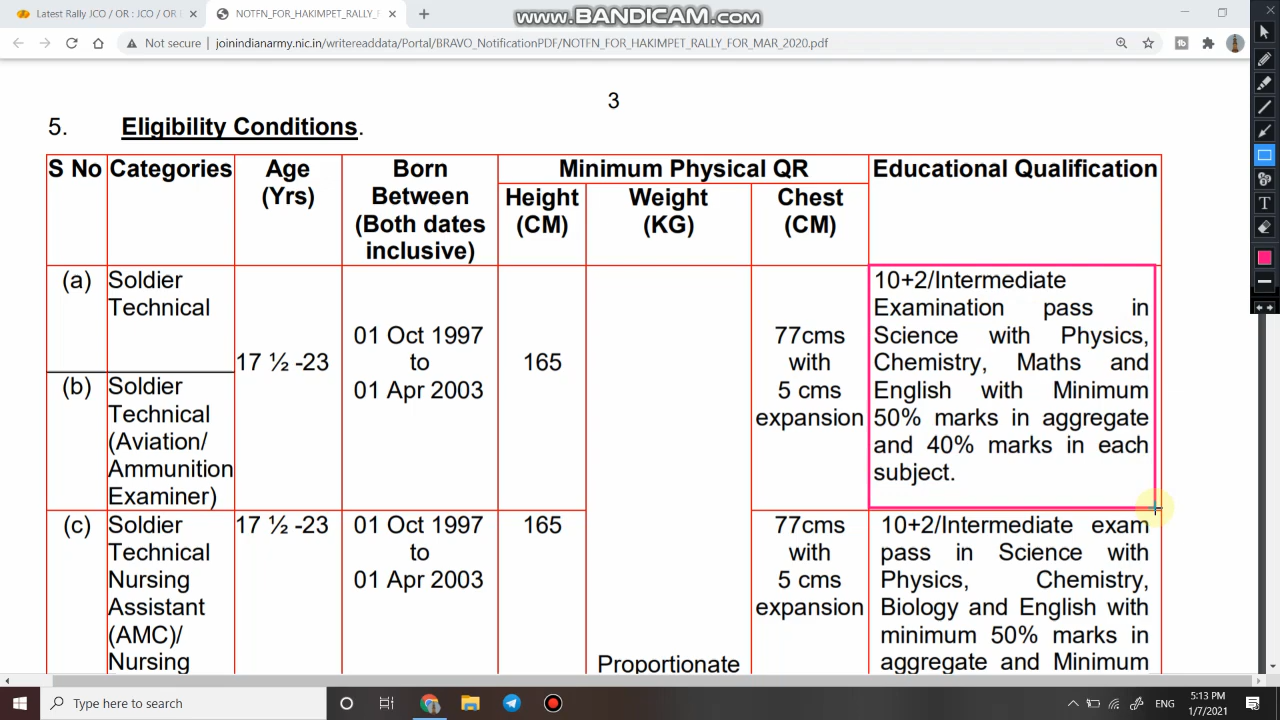 Latest Rally JCO / OR : JCO / OR E
NOTFN_FOR_HAKIMPET_RALLY_F
www.BANDICAM.com
Not secure
joinindianarmy.nic.in/writereaddata/Portal/BRAVO_NotificationPDF/NOTFN_FOR_HAKIMPET_RALLY_FOR_MAR_2020.pdf
3
5. Eligibility Conditions.
S No
Categories
Age
(Yrs)
Born
Between
(Both dates
inclusive)
Minimum Physical QR
Height
(CM)
Weight
(KG)
Chest
(CM)
Educational Qualification
(a)
Soldier
Technical
(b)
Soldier
Technical
(Aviation/
Ammunition
Examiner)
17 ½ -23
01 Oct 1997
to
01 Apr 2003
165
77cms
with
5 cms
expansion
10+2/Intermediate
Examination pass in
Science with Physics,
Chemistry, Maths and
English with Minimum
50% marks in aggregate
and 40% marks in each
subject.
(c)
Soldier
Technical
Nursing
Assistant
(AMC)/
Nursing
17 ½ -23
01 Oct 1997
to
01 Apr 2003
165
Proportionate
77cms
with
5 cms
expansion
10+2/Intermediate exam
pass in Science with
Physics, Chemistry,
Biology and English with
minimum 50% marks in
aggregate and Minimum
T
Type here to search
ENG
5:13 PM
1/7/2021